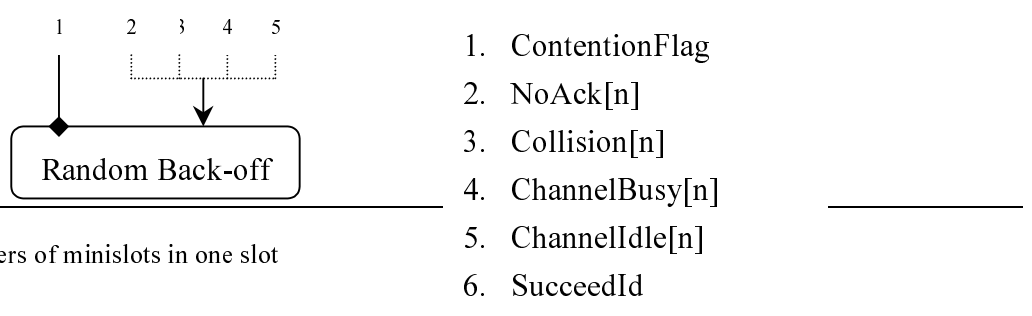 1 2 3 4 5
Random Back-off
ers of minislots in one slot
1. ContentionFlag
2. NoAck[n]
3. Collision[n]
4. ChannelBusy[n]
5. ChannelIdle[n]
6. SucceedId